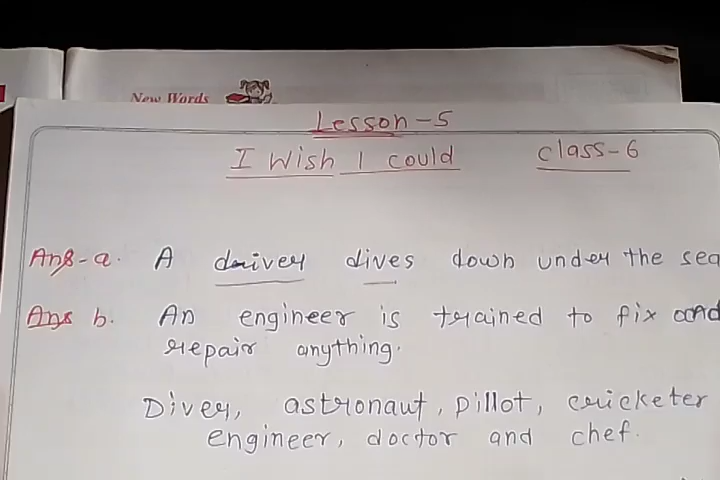 New Words
Lesson-5
I Wish I could class-6
Ans-a. A driver dives down under the sea
Ans b. An engineer is trained to fix and
repair anything.
Diver, astronaut, pillot, cricketer
engineer, doctor and chef.